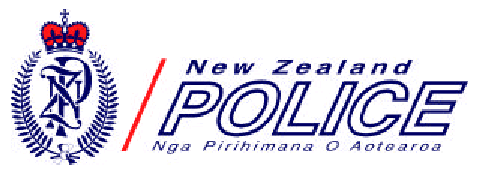 New Zealand
POLICE
Nga Pirihimana O Aotearoa